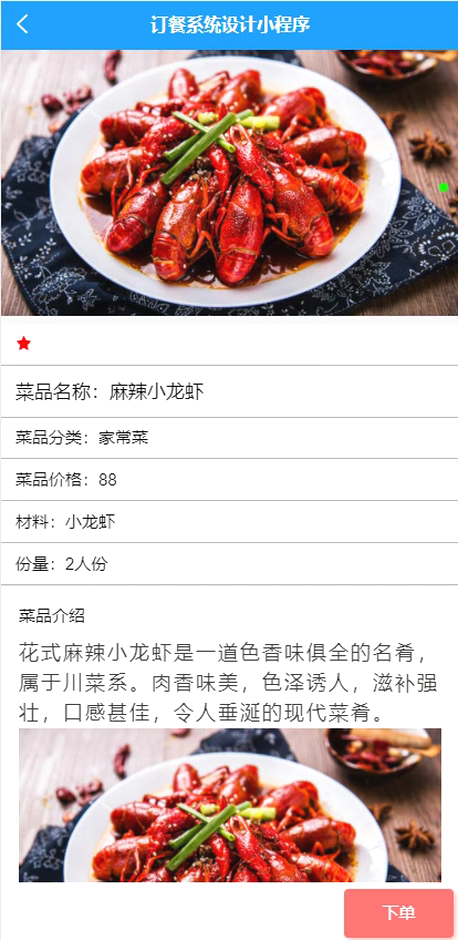 订餐系统设计小程序
菜品名称：麻辣小龙虾
菜品分类：家常菜
菜品价格：88
材料：小龙虾
份量：2人份
菜品介绍
花式麻辣小龙虾是一道色香味俱全的名肴，
属于川菜系。肉香味美，色泽诱人，滋补强
壮，口感甚佳，令人垂涎的现代菜肴。
下单